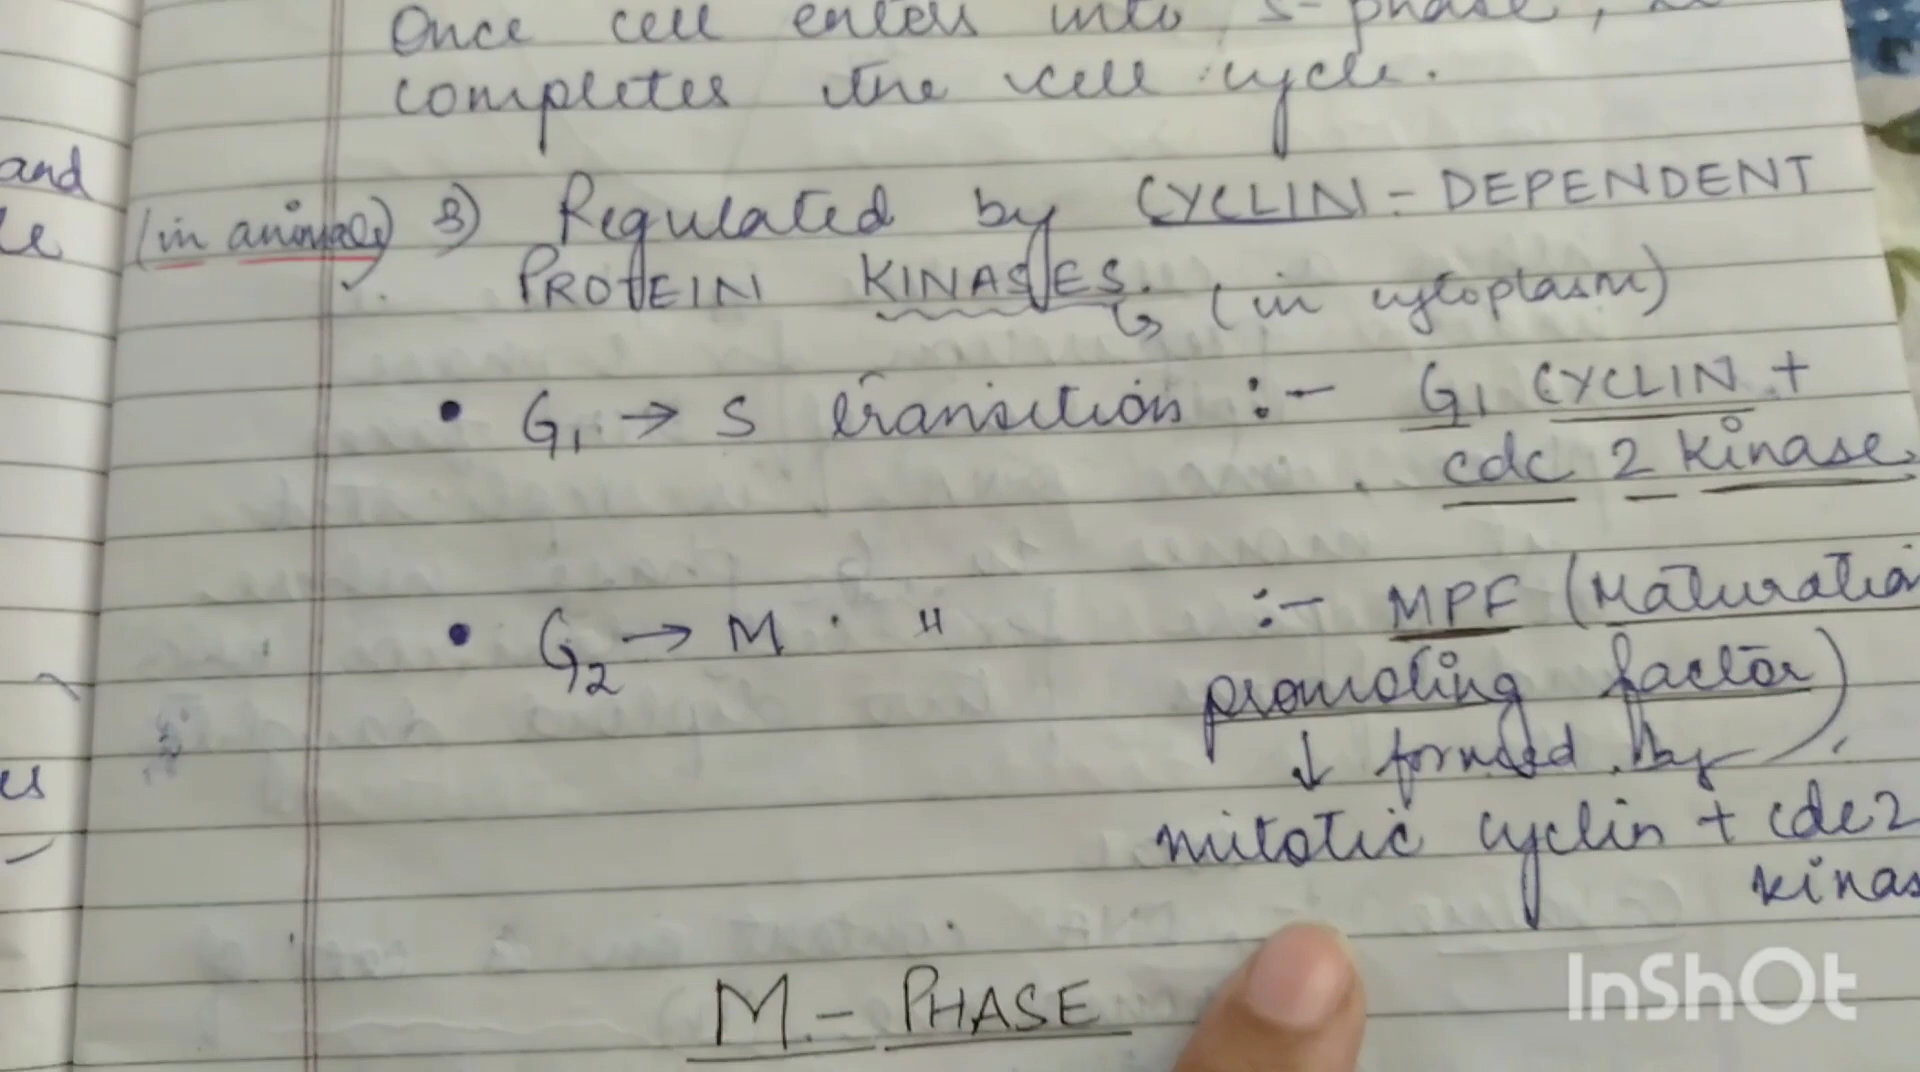 Once cell enters into S-phase,
completes the cell cycle.
and
le
(in animals) 3) Regulated by CYCLIN-DEPENDENT
PROTEIN KINASES.
↳ (in cytoplasm)
• G₁ → S transition :- G₁ CYCLIN +
cdc 2 kinase
• G₂ → M " :- MPF (Maturation
promoting factor)
↓ formed by
es
mitotic cyclin + cdc2
kinas
M-PHASE
InShOt